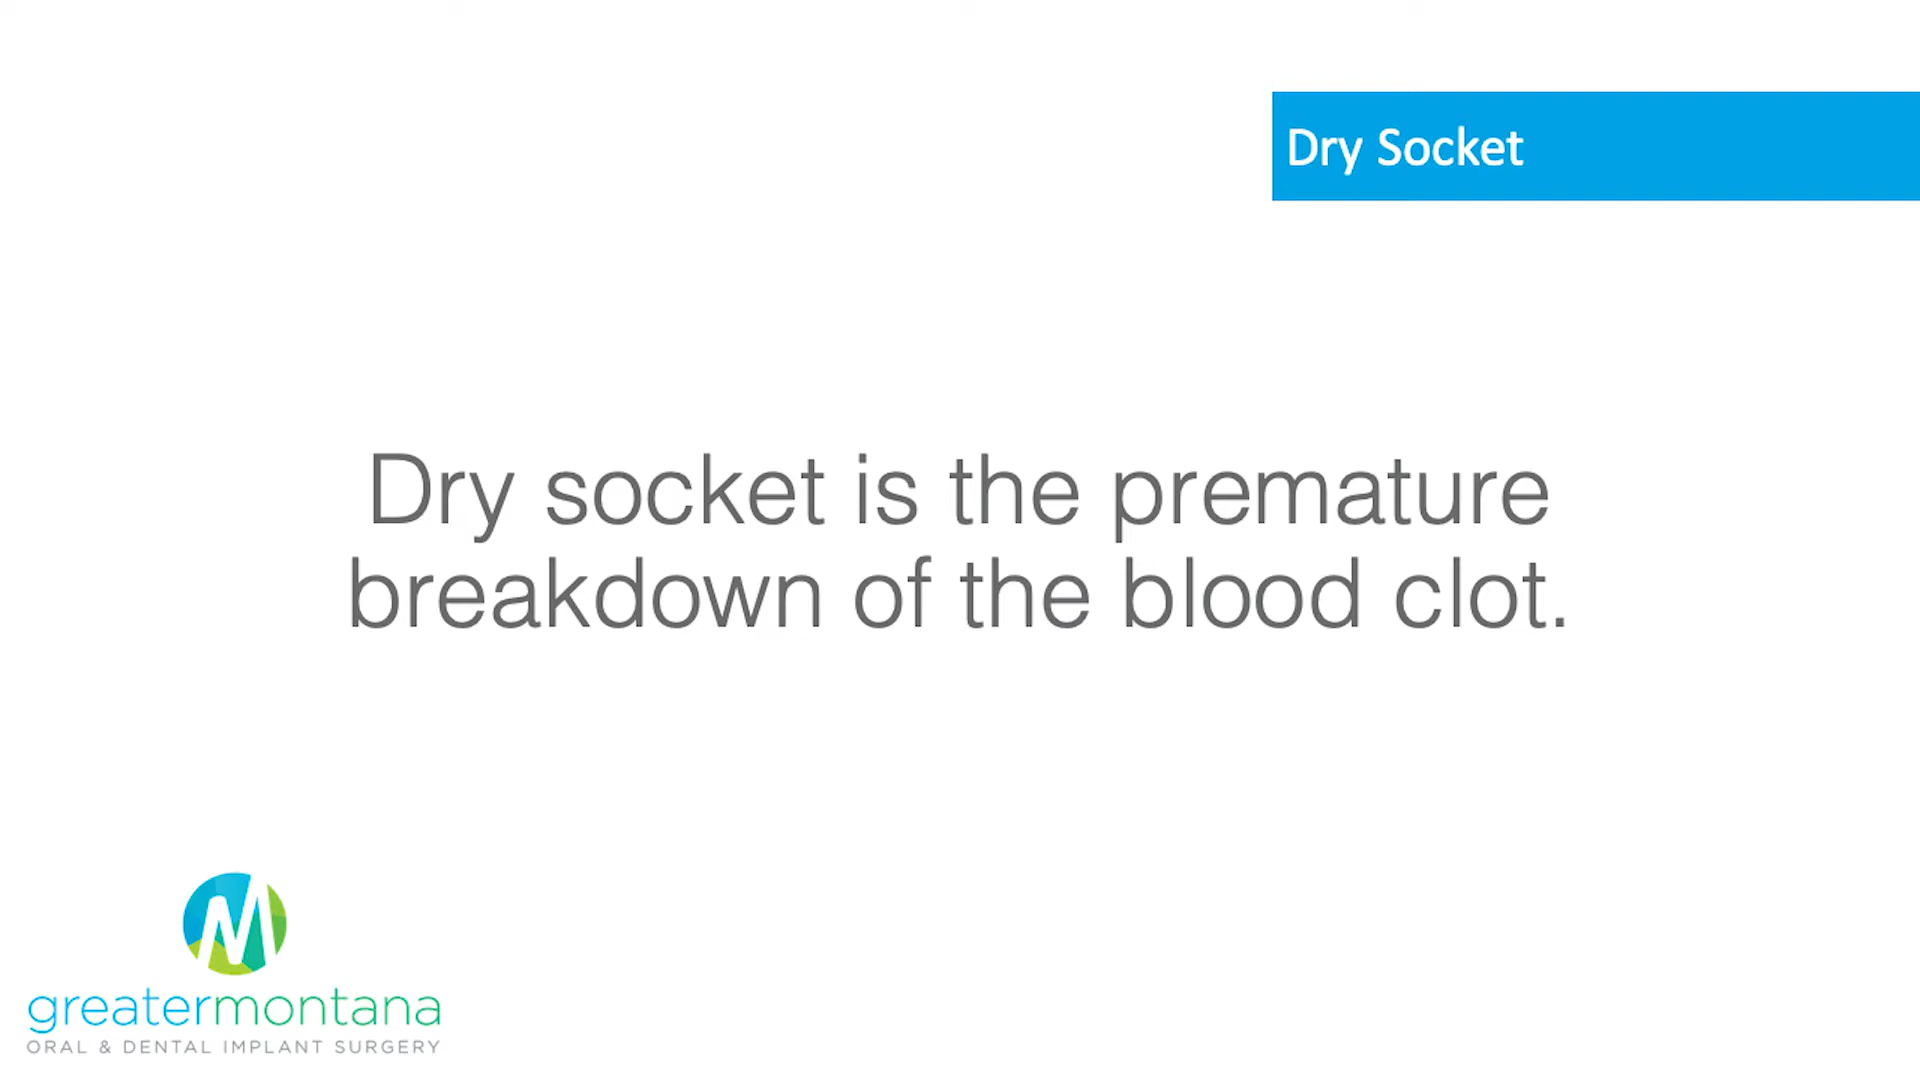 Dry Socket
Dry socket is the premature
breakdown of the blood clot.
M
greatermontana
ORAL & DENTAL IMPLANT SURGERY